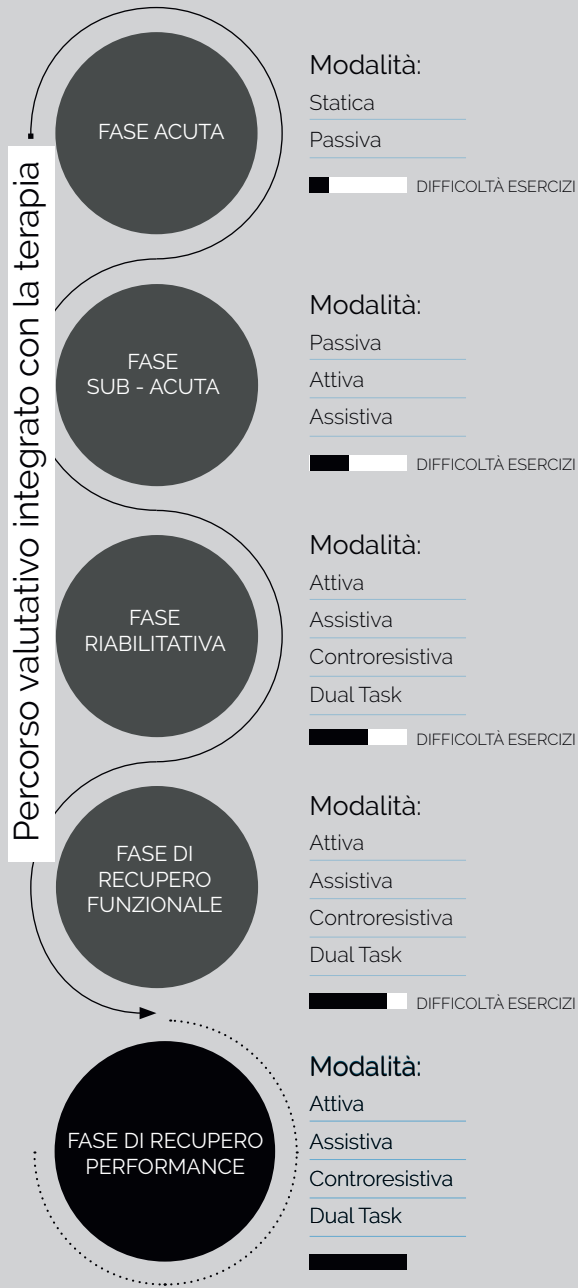 Percorso valutativo integrato con la terapia
FASE ACUTA
Modalità:
Statica
Passiva
DIFFICOLTÀ ESERCIZI
FASE
SUB - ACUTA
Modalità:
Passiva
Attiva
Assistiva
DIFFICOLTÀ ESERCIZI
FASE
RIABILITATIVA
Modalità:
Attiva
Assistiva
Controresistiva
Dual Task
DIFFICOLTÀ ESERCIZI
FASE DI
RECUPERO
FUNZIONALE
Modalità:
Attiva
Assistiva
Controresistiva
Dual Task
DIFFICOLTÀ ESERCIZI
FASE DI RECUPERO
PERFORMANCE
Modalità:
Attiva
Assistiva
Controresistiva
Dual Task